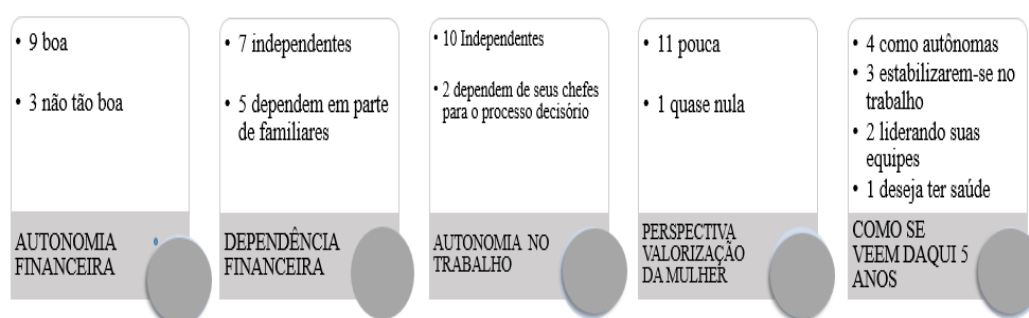 • 9 boa
• 3 não tão boa
AUTONOMIA
FINANCEIRA
• 7 independentes
• 5 dependem em parte
de familiares
DEPENDÊNCIA
FINANCEIRA
• 10 Independentes
• 2 dependem de seus chefes
para o processo decisório
AUTONOMIA NO
TRABALHO
• 11 pouca
• 1 quase nula
PERSPECTIVA
VALORIZAÇÃO
DA MULHER
• 4 como autônomas
• 3 estabilizarem-se no
trabalho
• 2 liderando suas
equipes
• 1 deseja ter saúde
COMO SE
VEEM DAQUI 5
ANOS